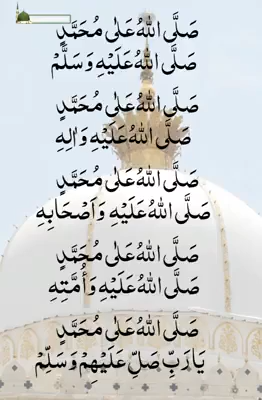 صَلَّی اللهُ عَلٰی مُحَمَّدٍ
صَلَّی اللهُ عَلَيْهِ وَسَلَّمْ
صَلَّی اللهُ عَلٰی مُحَمَّدٍ
صَلَّی اللهُ عَلَيْهِ وَاٰلِهِ
صَلَّی اللهُ عَلٰی مُحَمَّدٍ
صَلَّی اللهُ عَلَيْهِ وَاَصْحَابِهِ
صَلَّی اللهُ عَلٰی مُحَمَّدٍ
صَلَّی اللهُ عَلَيْهِ وَاُمَّتِهِ
صَلَّی اللهُ عَلٰی مُحَمَّدٍ
يَا رَبِّ صَلِّ عَلَيْهِمْ وَسَلِّمْ